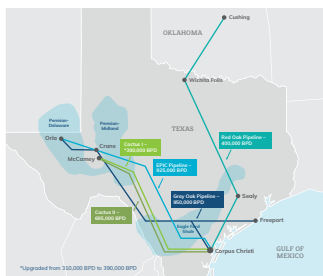 Cushing
OKLAHOMA
Wichita Falls
Permian-
Delaware
Permian-
Midland
TEXAS
Orla
Crane
McCamey
Cactus I –
*390,000 BPD
Red Oak Pipeline –
400,000 BPD
EPIC Pipeline –
925,000 BPD
Gray Oak Pipeline –
950,000 BPD
Sealy
Cactus II –
685,000 BPD
Freeport
Eagle Ford
Shale
Corpus Christi
GULF OF
MEXICO
*Upgraded from 310,000 BPD to 390,000 BPD